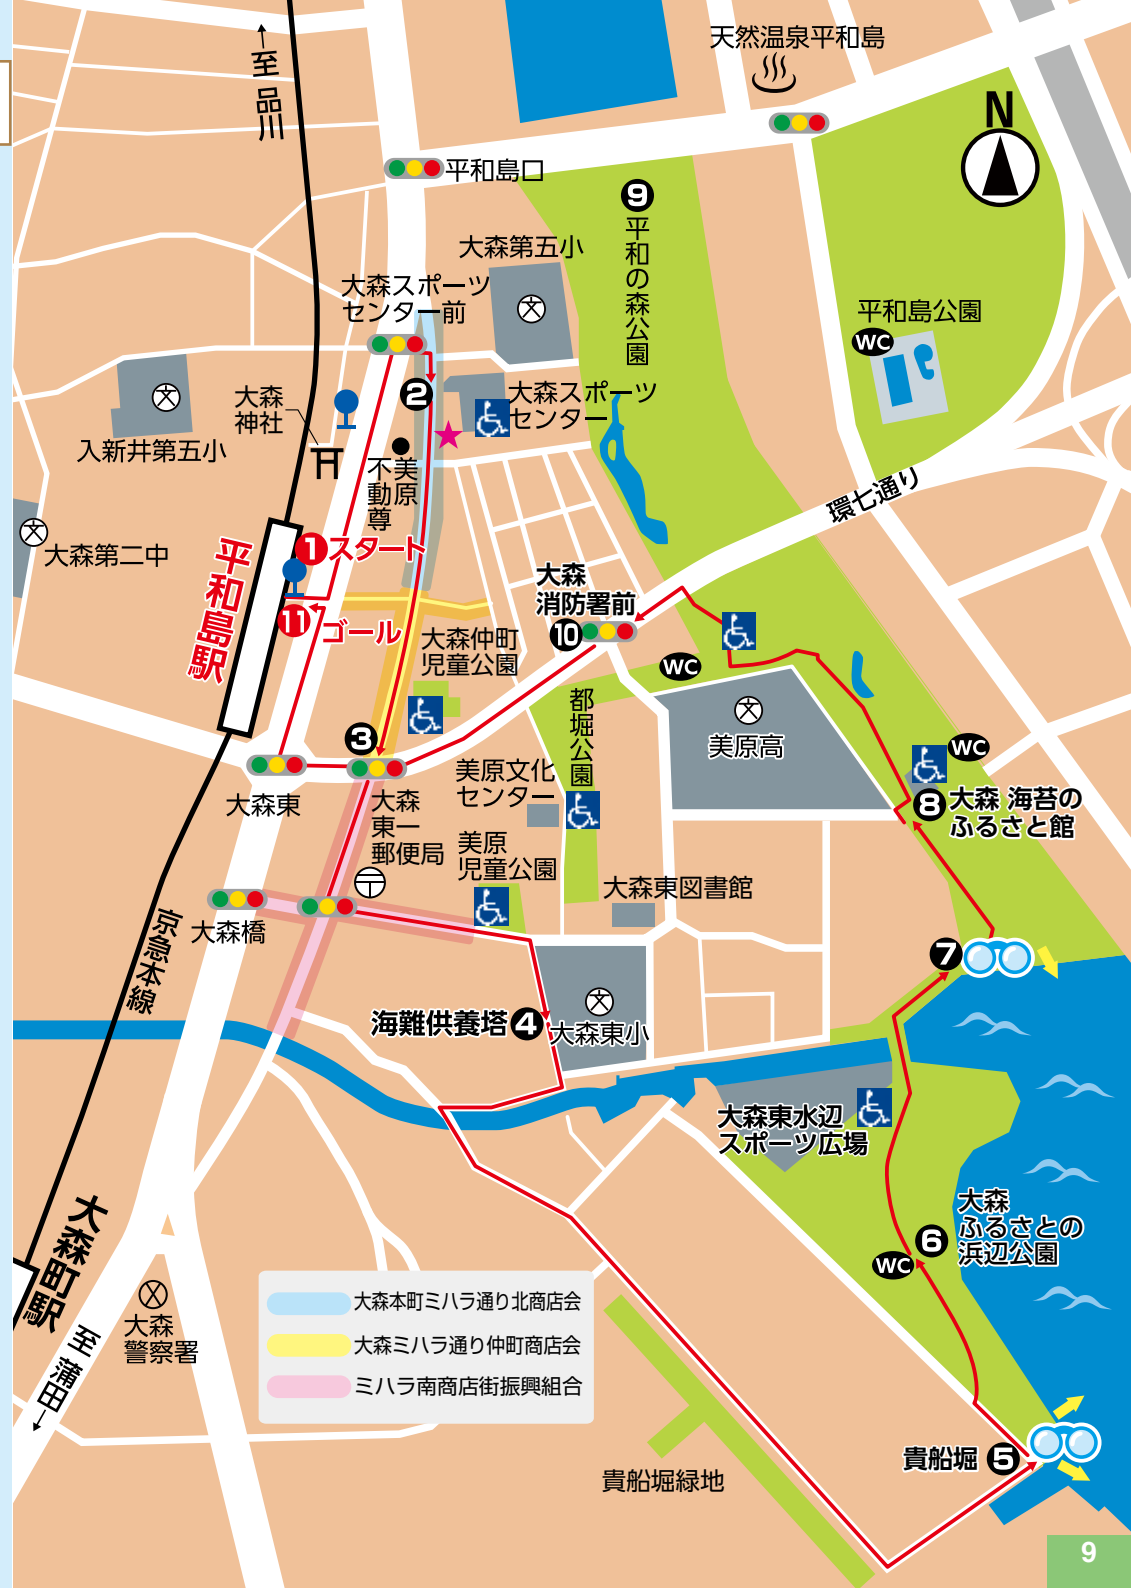 天然温泉平和島
至 品川
N
平和島口
9
平和の森公園
大森第五小
大森スポーツ
センター前
平和島公園
WC
2
大森スポーツ
センター
大森
神社
入新井第五小
美原
不動尊
環七通り
大森第二中
平和島駅
1 スタート
11 ゴール
大森
消防署前
10
大森仲町
児童公園
WC
都堀公園
美原高
3
WC
大森東
美原文化
センター
大森
東一
郵便局
8 大森 海苔の
ふるさと館
美原
児童公園
大森東図書館
大森橋
京急本線
7
海難供養塔 4
大森東小
大森東水辺
スポーツ広場
大森町駅
6
大森
ふるさとの
浜辺公園
WC
大森
警察署
至 蒲田
大森本町ミハラ通り北商店会
大森ミハラ通り仲町商店会
ミハラ南商店街振興組合
貴船堀 5
貴船堀緑地
9